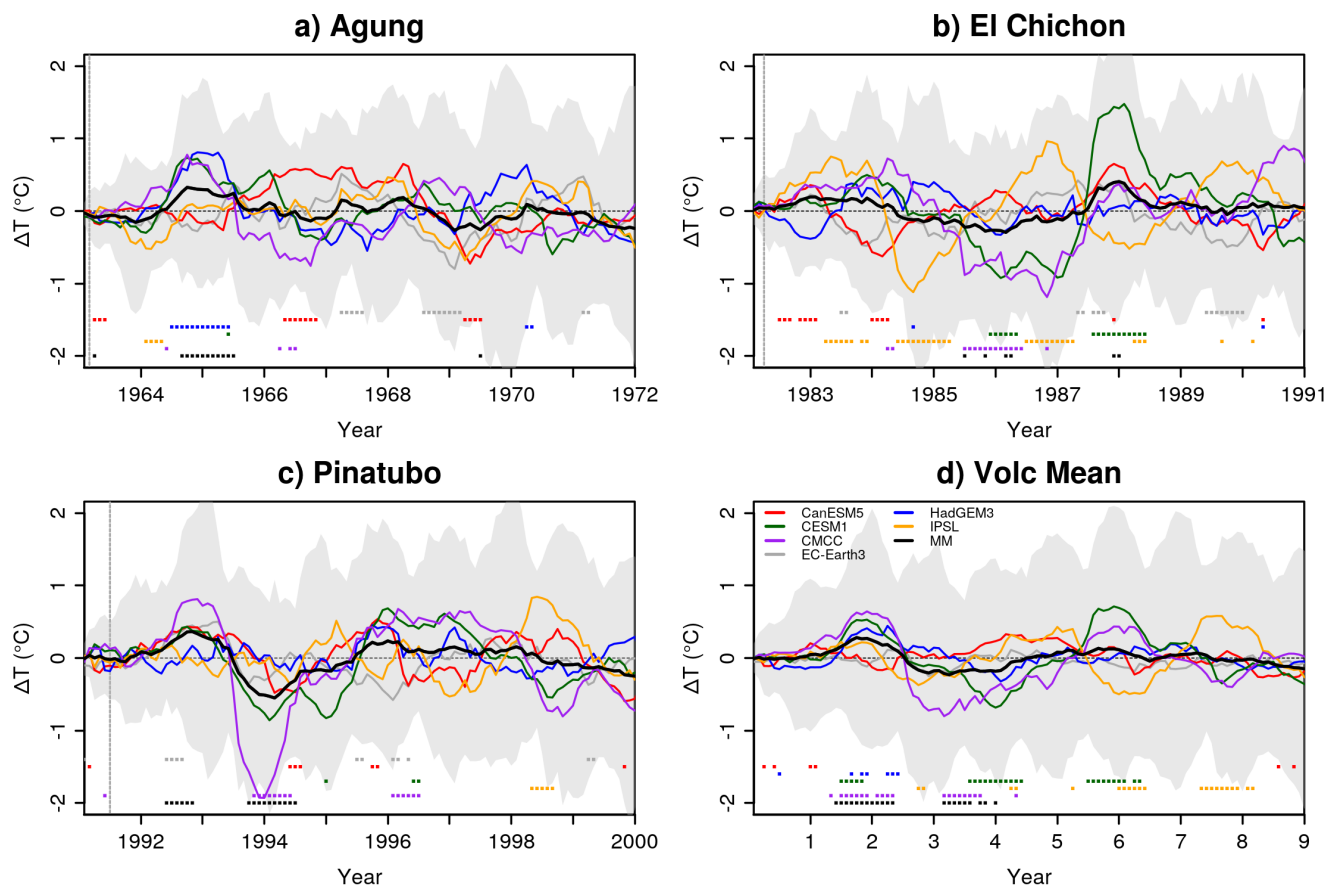 a) Agung
2
1
0
-1
-2
ΔT (°C)
1964
1966
1968
1970
1972
Year
b) El Chichon
2
1
0
-1
-2
ΔT (°C)
1983
1985
1987
1989
1991
Year
c) Pinatubo
2
1
0
-1
-2
ΔT (°C)
1992
1994
1996
1998
2000
Year
d) Volc Mean
CanESM5
CESM1
CMCC
EC-Earth3
HadGEM3
IPSL
MM
2
1
0
-1
-2
ΔT (°C)
1
2
3
4
5
6
7
8
9
Year